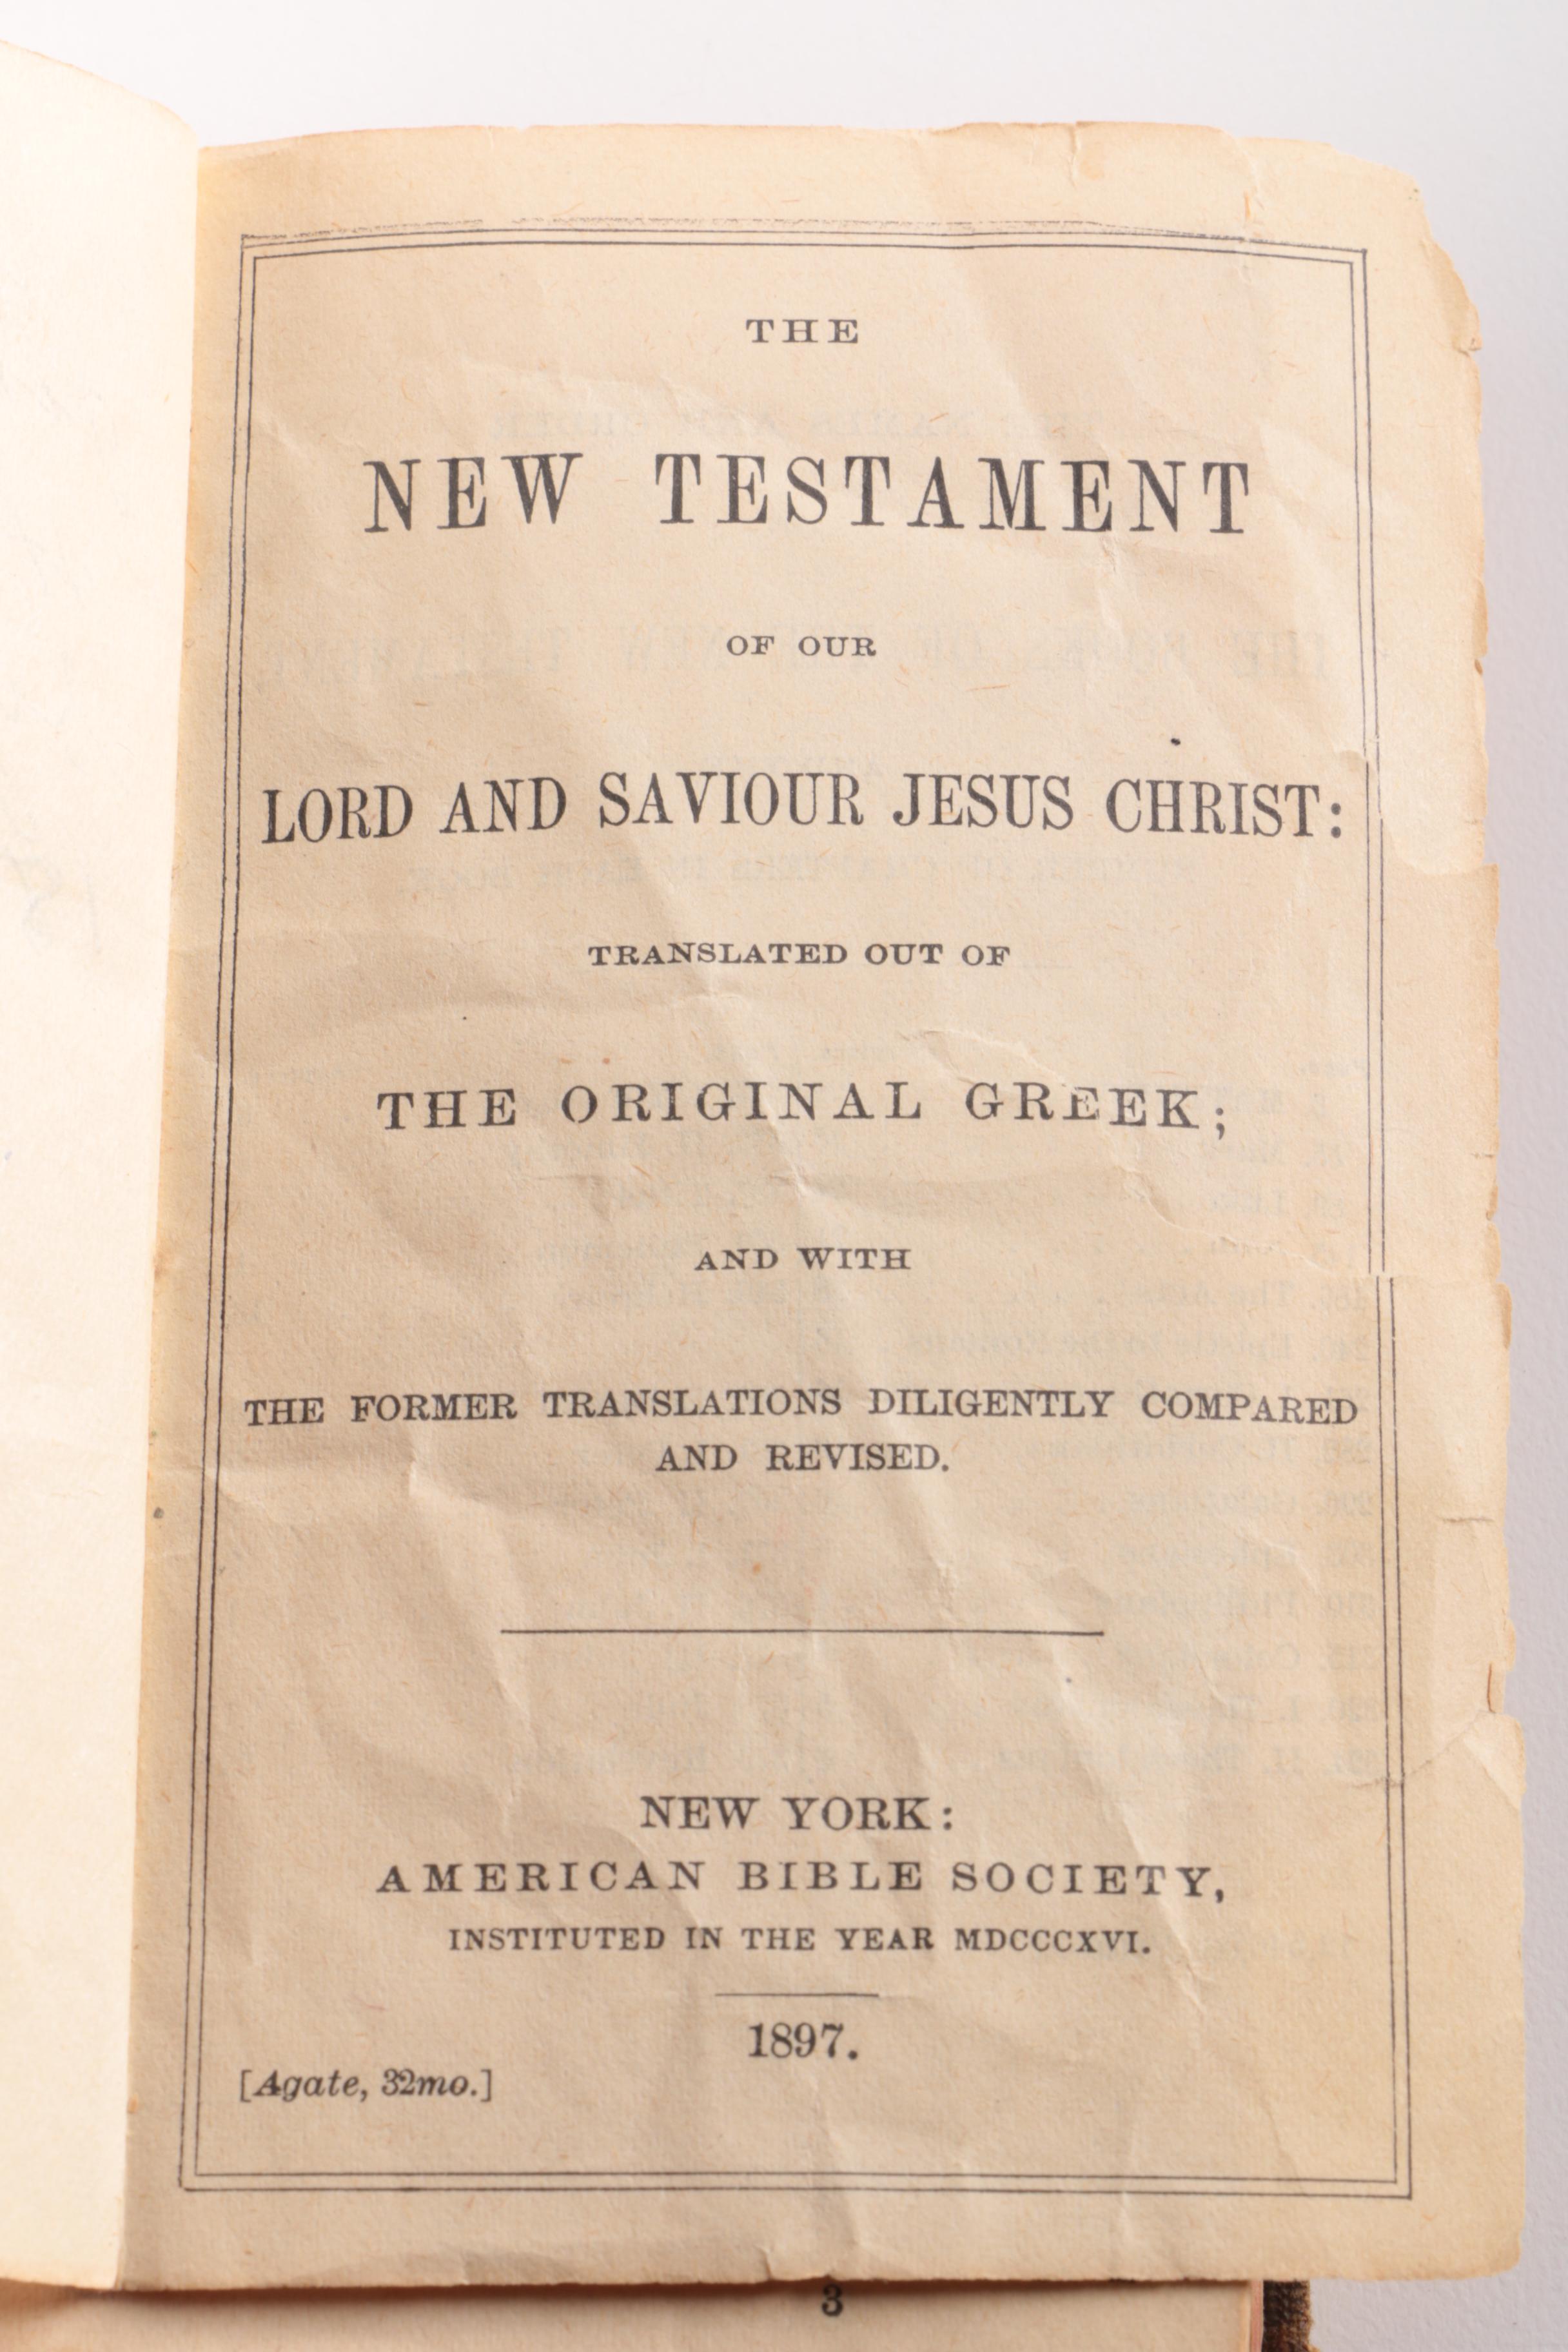 THE
NEW TESTAMENT
OF OUR
LORD AND SAVIOUR JESUS CHRIST:
TRANSLATED OUT OF
THE ORIGINAL GREEK;
AND WITH
THE FORMER TRANSLATIONS DILIGENTLY COMPARED
AND REVISED.
NEW YORK:
AMERICAN BIBLE SOCIETY,
INSTITUTED IN THE YEAR MDCCCXVI.
1897.
[Agate, 32mo.]
3